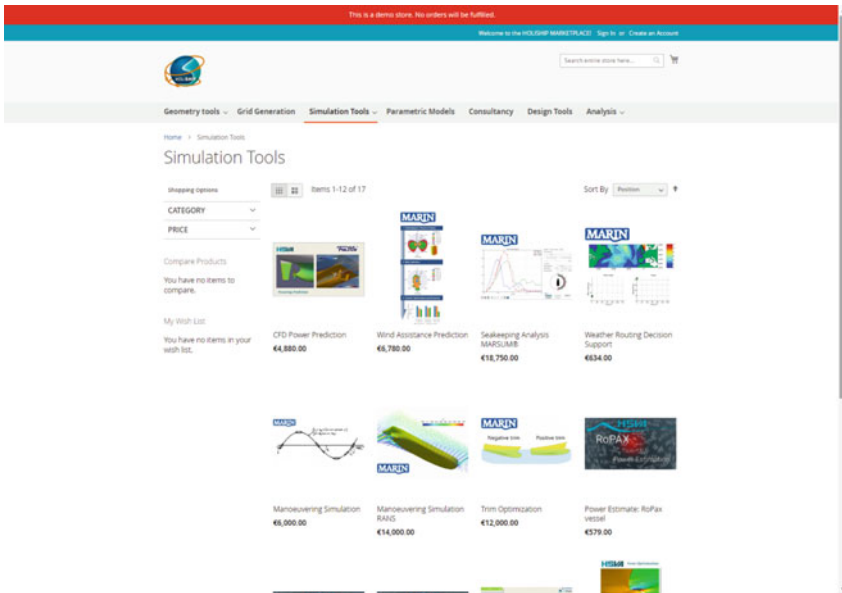 This is a demo store. No orders will be fulfilled.
Welcome to the HOLISHIP MARKETPLACE! Sign In or Create an Account
Search entire store here...
Geometry tools Grid Generation Simulation Tools Parametric Models Consultancy Design Tools Analysis
Home > Simulation Tools
Simulation Tools
Shopping Options
Items 1-12 of 17
Sort By Position
CATEGORY
PRICE
Compare Products
You have no items to
compare.
My Wish List
You have no items in your
wish list.
HSVA
MARIN
MARIN
MARIN
CFD Power Prediction
€4,880.00
Wind Assistance Prediction
€6,780.00
Seakeeping Analysis
MARSUM®
€18,750.00
Weather Routing Decision
Support
€634.00
MARIN
MARIN
MARIN
Negative trim Positive trim
HSVA
RoPAX
Power Estimation
Manoeuvering Simulation
€6,000.00
Manoeuvering Simulation
RANS
€14,000.00
Trim Optimization
€12,000.00
Power Estimate: RoPax
vessel
€579.00
HSVA